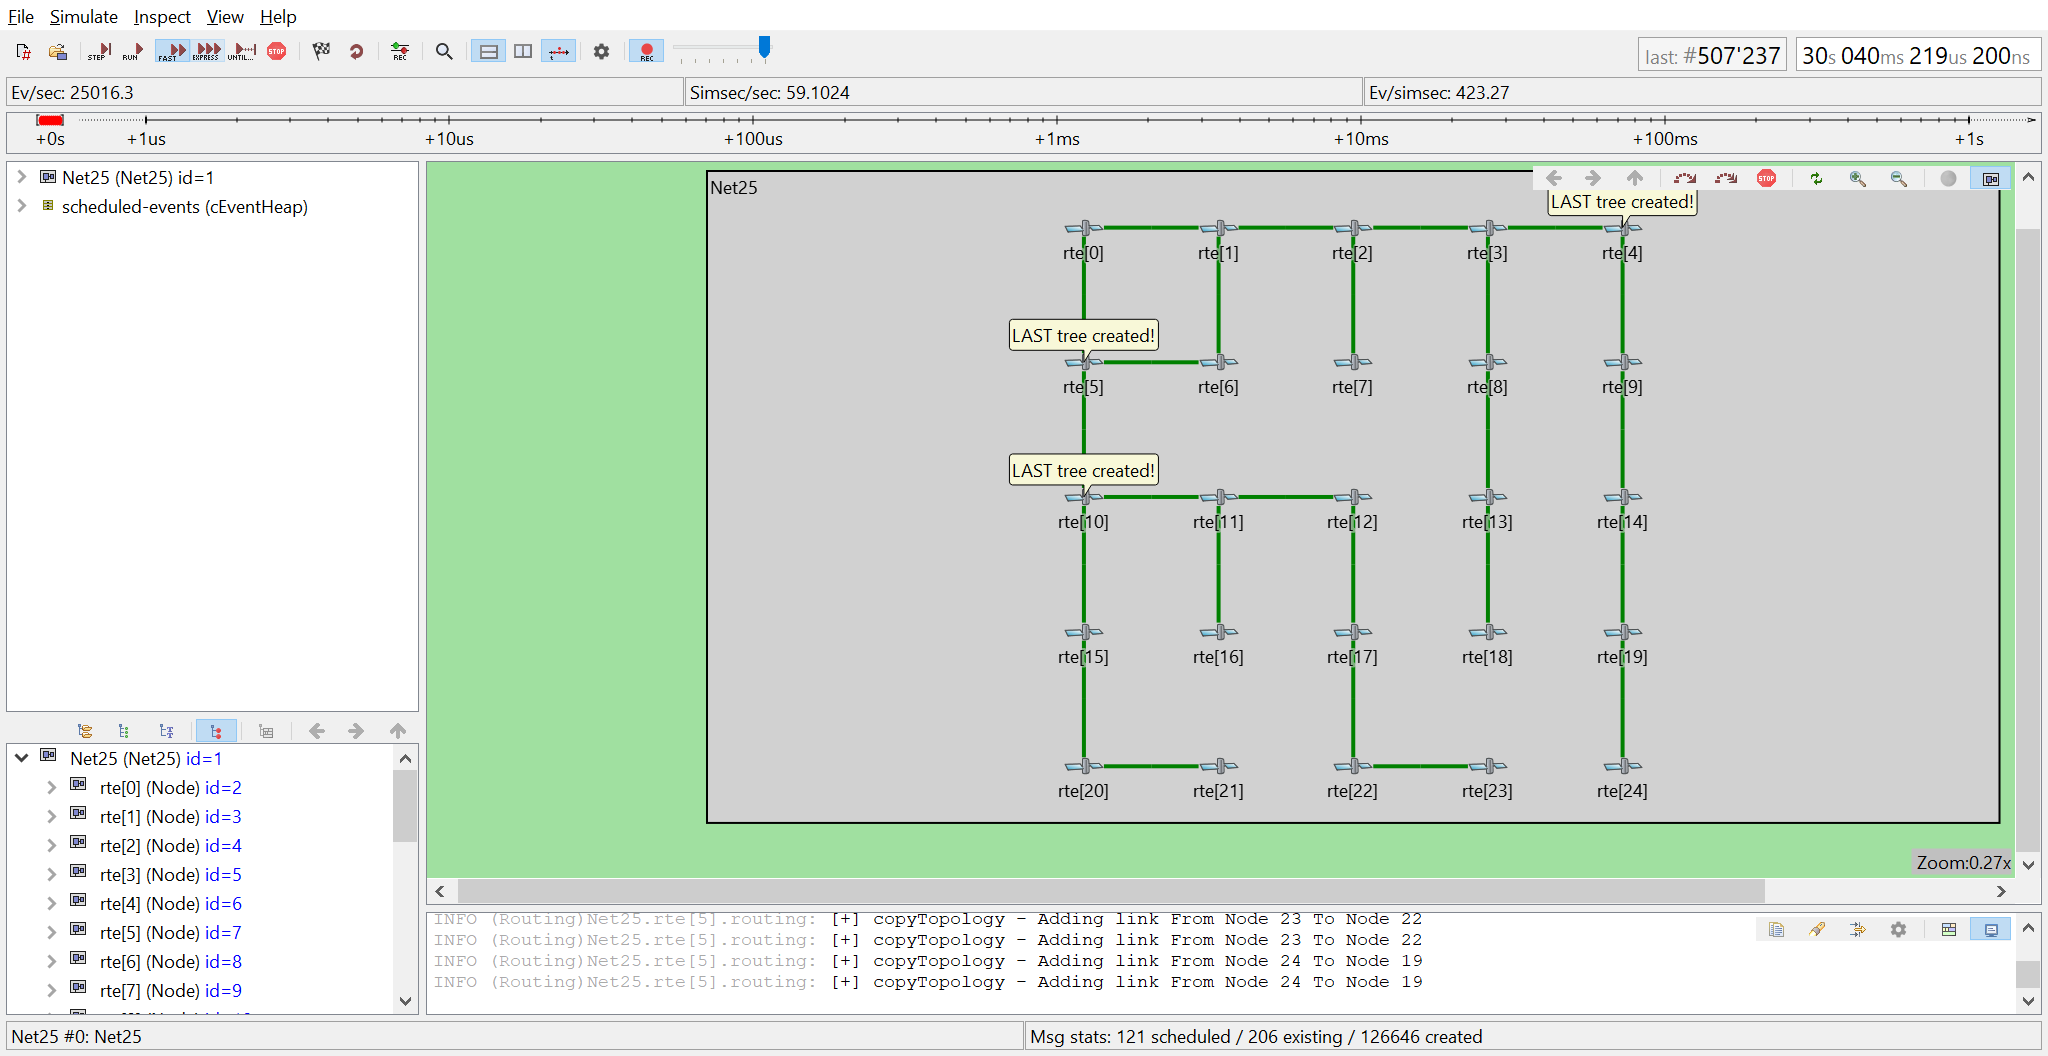 File Simulate Inspect View Help
STEP RUN FAST EXPRESS UNTIL... STOP REC REC
last: #507'237 30s 040ms 219us 200ns
Ev/sec: 25016.3 Simsec/sec: 59.1024 Ev/simsec: 423.27
+0s +1us +10us +100us +1ms +10ms +100ms +1s
Net25 (Net25) id=1
scheduled-events (cEventHeap)
Net25
STOP
LAST tree created!
rte[0] rte[1] rte[2] rte[3] rte[4]
LAST tree created!
rte[5] rte[6] rte[7] rte[8] rte[9]
LAST tree created!
rte[10] rte[11] rte[12] rte[13] rte[14]
rte[15] rte[16] rte[17] rte[18] rte[19]
rte[20] rte[21] rte[22] rte[23] rte[24]
Zoom:0.27x
Net25 (Net25) id=1
rte[0] (Node) id=2
rte[1] (Node) id=3
rte[2] (Node) id=4
rte[3] (Node) id=5
rte[4] (Node) id=6
rte[5] (Node) id=7
rte[6] (Node) id=8
rte[7] (Node) id=9
INFO (Routing)Net25.rte[5].routing: [+] copyTopology - Adding link From Node 23 To Node 22
INFO (Routing)Net25.rte[5].routing: [+] copyTopology - Adding link From Node 23 To Node 22
INFO (Routing)Net25.rte[5].routing: [+] copyTopology - Adding link From Node 24 To Node 19
INFO (Routing)Net25.rte[5].routing: [+] copyTopology - Adding link From Node 24 To Node 19
Net25 #0: Net25 Msg stats: 121 scheduled / 206 existing / 126646 created